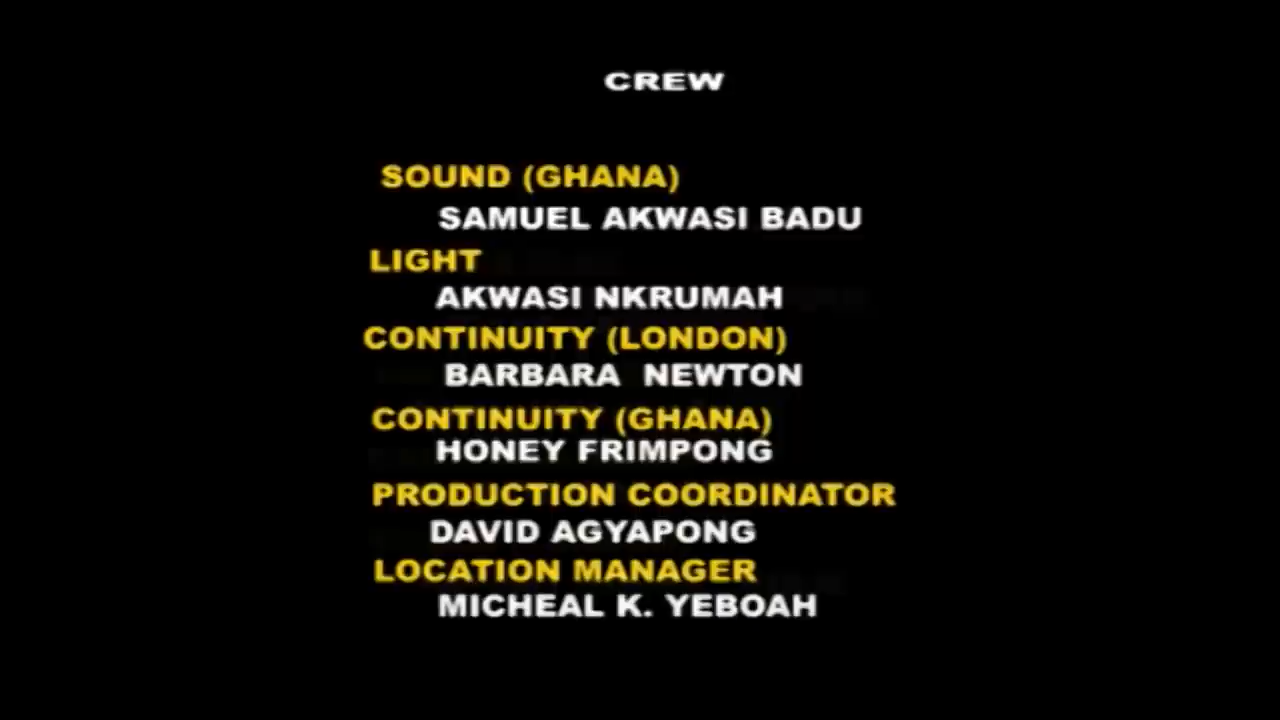 CREW
SOUND (GHANA)
SAMUEL AKWASI BADU
LIGHT
AKWASI NKRUMAH
CONTINUITY (LONDON)
BARBARA NEWTON
CONTINUITY (GHANA)
HONEY FRIMPONG
PRODUCTION COORDINATOR
DAVID AGYAPONG
LOCATION MANAGER
MICHEAL K. YEBOAH